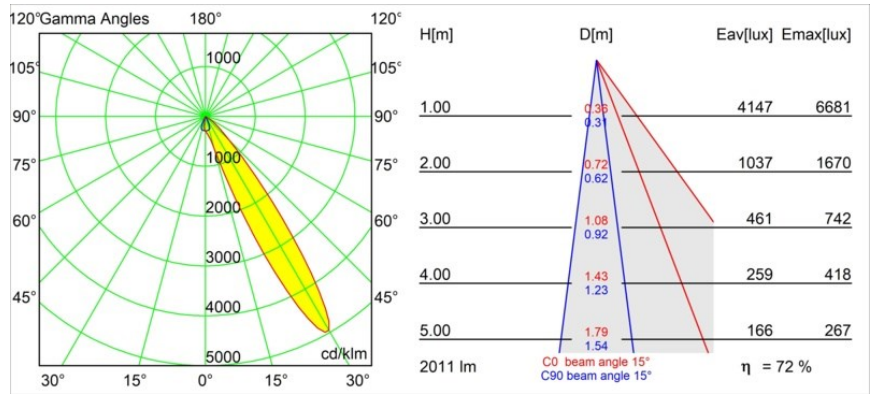 120° Gamma Angles 180° 120°
1000
105° 105°
90° 90°
1000
75° 75°
2000
60° 60°
3000
45° 45°
4000
5000 cd/klm
30° 15° 0° 15° 30°
H[m] D[m] Eav[lux] Emax[lux]
1.00 0.36 4147 6681
0.31
2.00 0.72 1037 1670
0.62
3.00 1.08 461 742
0.92
4.00 1.43 259 418
1.23
5.00 1.79 166 267
1.54
2011 lm C0 beam angle 15° η = 72 %
C90 beam angle 15°